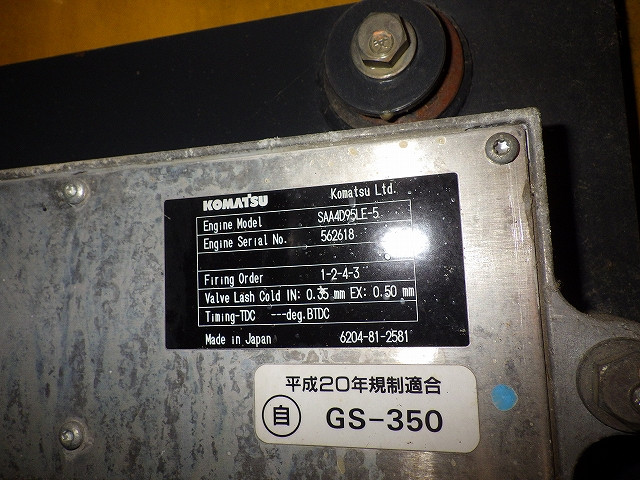 KOMATSU Komatsu Ltd.
Engine Model SAA4D95LE-5
Engine Serial No. 562618
Firing Order 1-2-4-3
Valve Lash Cold IN: 0.35 mm EX: 0.50 mm
Timing-TDC ---deg.BTDC
Made in Japan 6204-81-2581
平成20年規制適合
自 GS-350